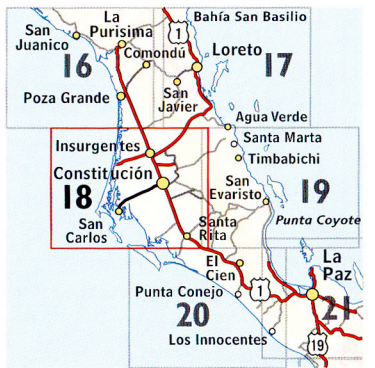 Bahía San Basilio
La
Purisima
San
Juanico
1
Comondú
Loreto
16
17
San
Javier
Poza Grande
Agua Verde
Santa Marta
Insurgentes
Timbabichi
Constitución
San
Evaristo
18
19
San
Carlos
Santa
Rita
Punta Coyote
El
Cien
La
Paz
Punta Conejo
1
21
20
Los Innocentes
19